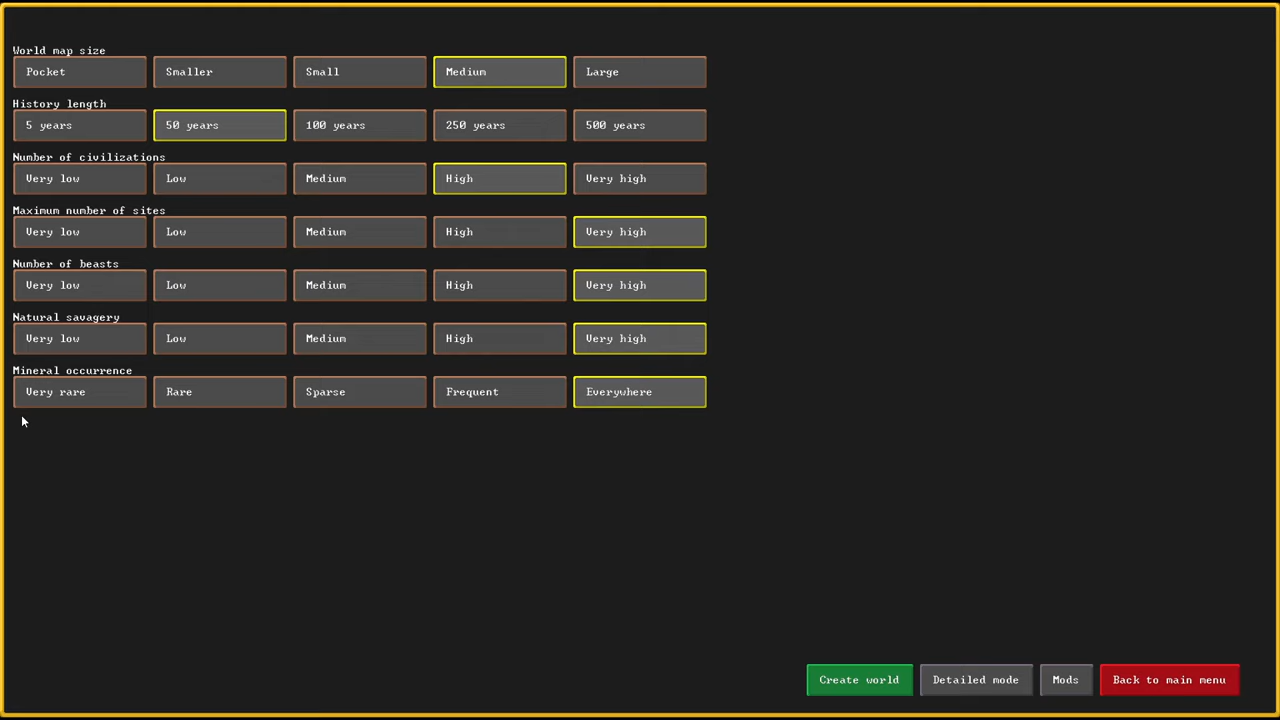 World map size
Pocket Smaller Small Medium Large
History length
5 years 50 years 100 years 250 years 500 years
Number of civilizations
Very low Low Medium High Very high
Maximum number of sites
Very low Low Medium High Very high
Number of beasts
Very low Low Medium High Very high
Natural savagery
Very low Low Medium High Very high
Mineral occurrence
Very rare Rare Sparse Frequent Everywhere
Create world Detailed mode Mods Back to main menu